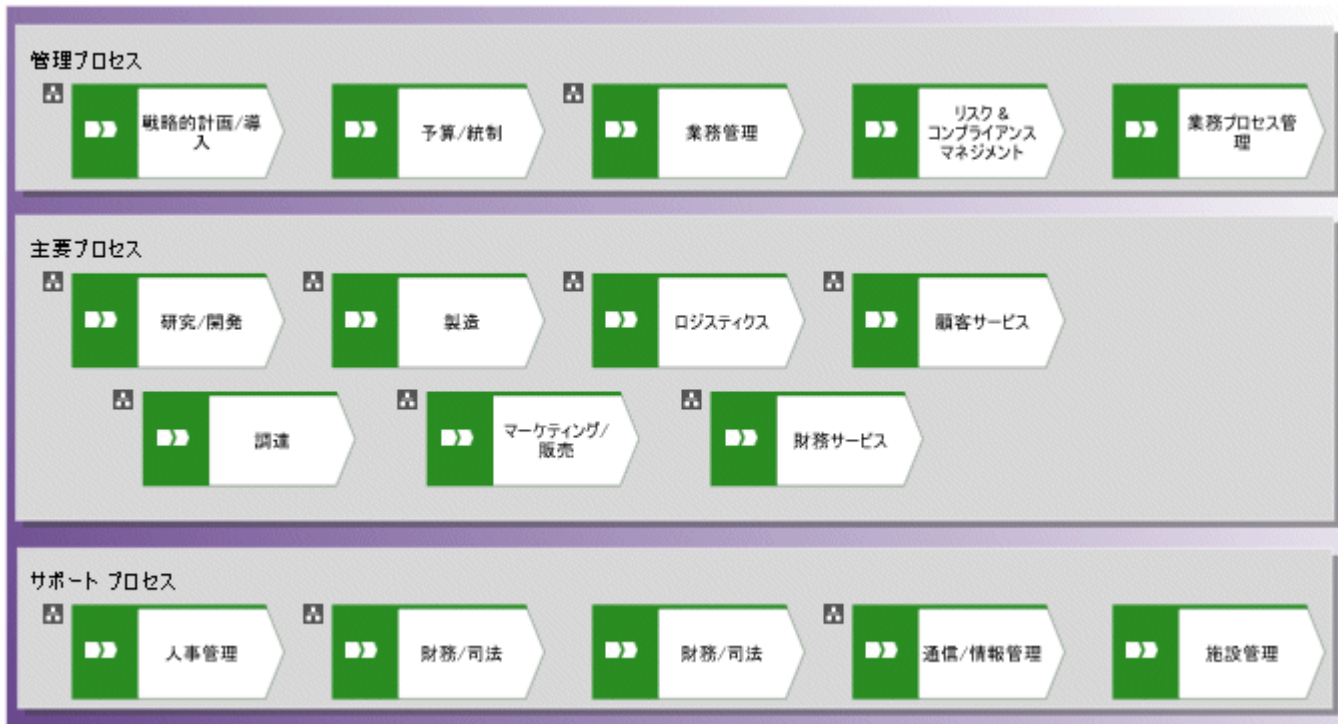 管理プロセス
戦略的計画/導
入
予算/統制
業務管理
リスク &
コンプライアンス
マネジメント
業務プロセス管
理
主要プロセス
研究/開発
製造
ロジスティクス
顧客サービス
調達
マーケティング/
販売
財務サービス
サポート プロセス
人事管理
財務/司法
財務/司法
通信/情報管理
施設管理